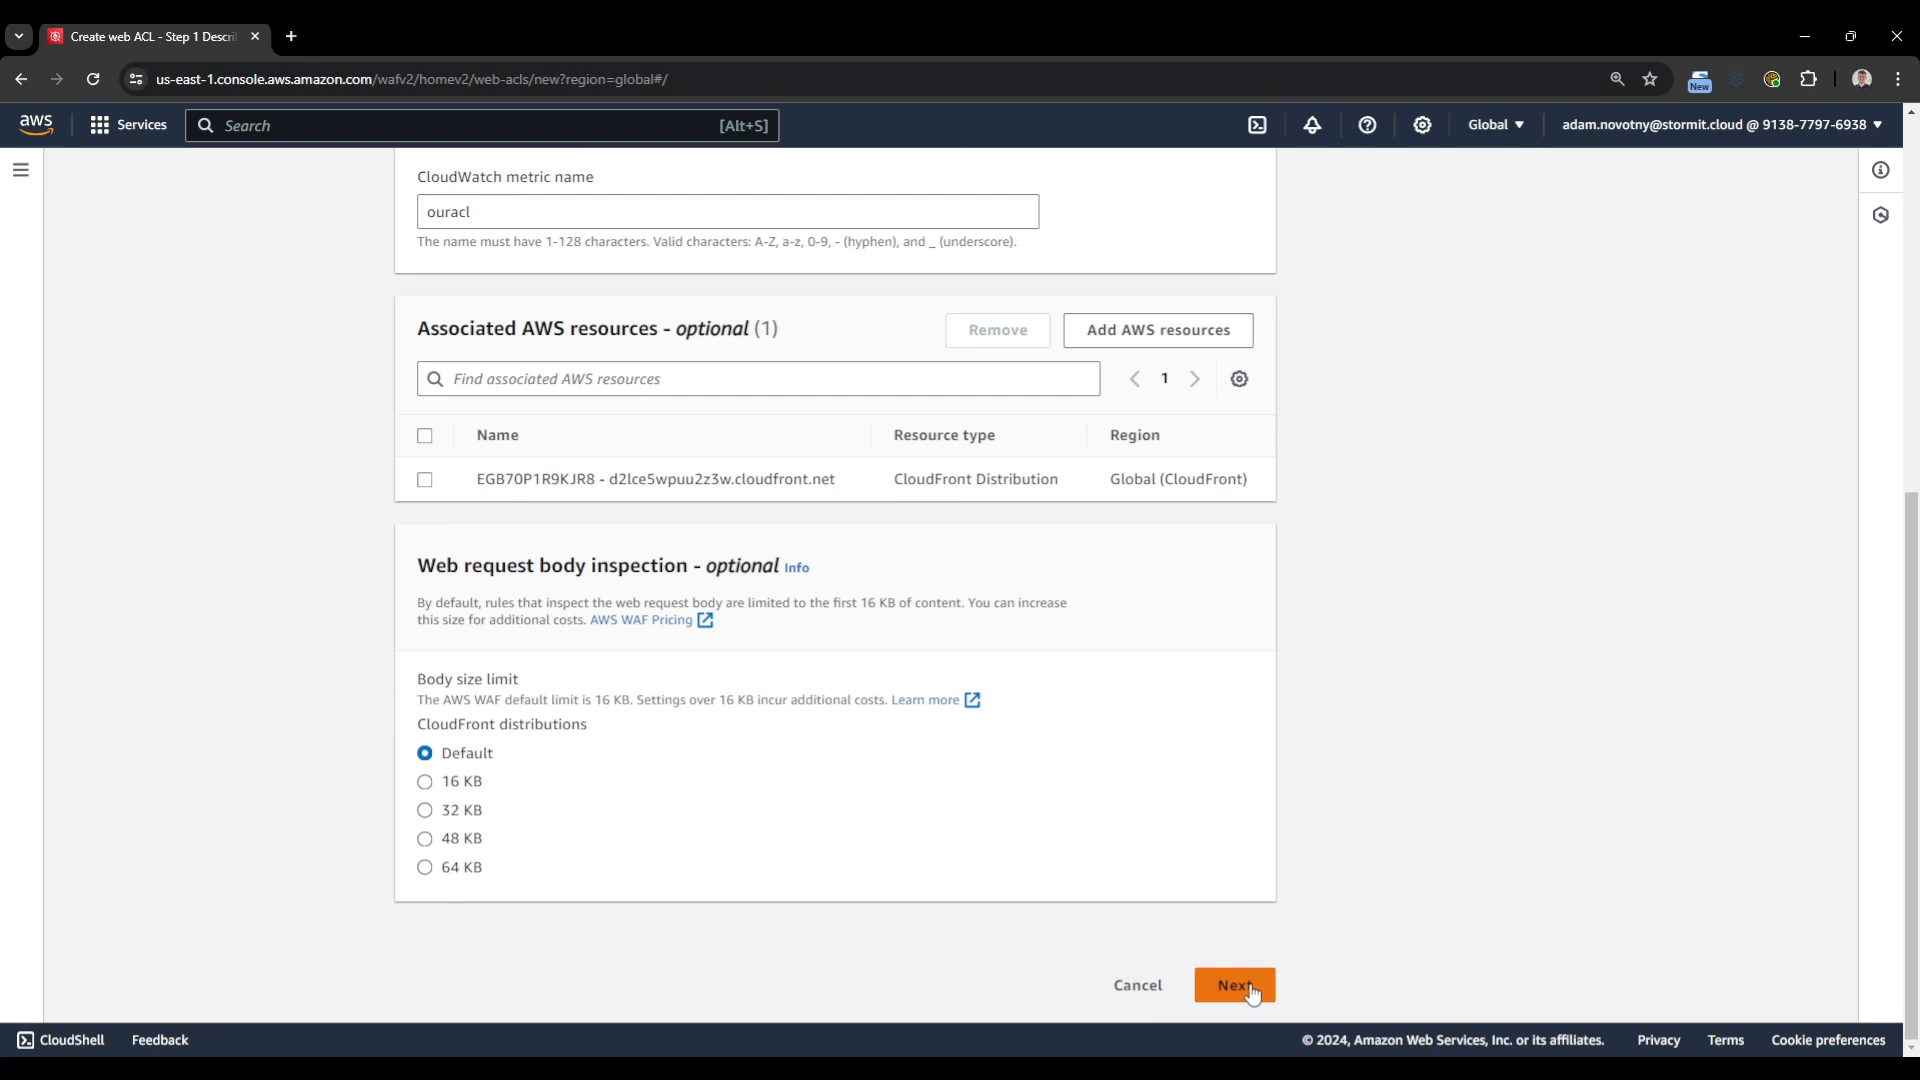 Create web ACL - Step 1 Descri
us-east-1.console.aws.amazon.com/wafv2/homev2/web-acls/new?region=global#/
New
aws
Services
Search
[Alt+S]
Global
adam.novotny@stormit.cloud @ 9138-7797-6938
CloudWatch metric name
ouracl
The name must have 1-128 characters. Valid characters: A-Z, a-z, 0-9, - (hyphen), and _ (underscore).
Associated AWS resources - optional (1)
Remove
Add AWS resources
Find associated AWS resources
1
Name
Resource type
Region
EGB70P1R9KJR8 - d2lce5wpuu2z3w.cloudfront.net
CloudFront Distribution
Global (CloudFront)
Web request body inspection - optional Info
By default, rules that inspect the web request body are limited to the first 16 KB of content. You can increase
this size for additional costs. AWS WAF Pricing
Body size limit
The AWS WAF default limit is 16 KB. Settings over 16 KB incur additional costs. Learn more
CloudFront distributions
Default
16 KB
32 KB
48 KB
64 KB
Cancel
Next
CloudShell
Feedback
© 2024, Amazon Web Services, Inc. or its affiliates.
Privacy
Terms
Cookie preferences